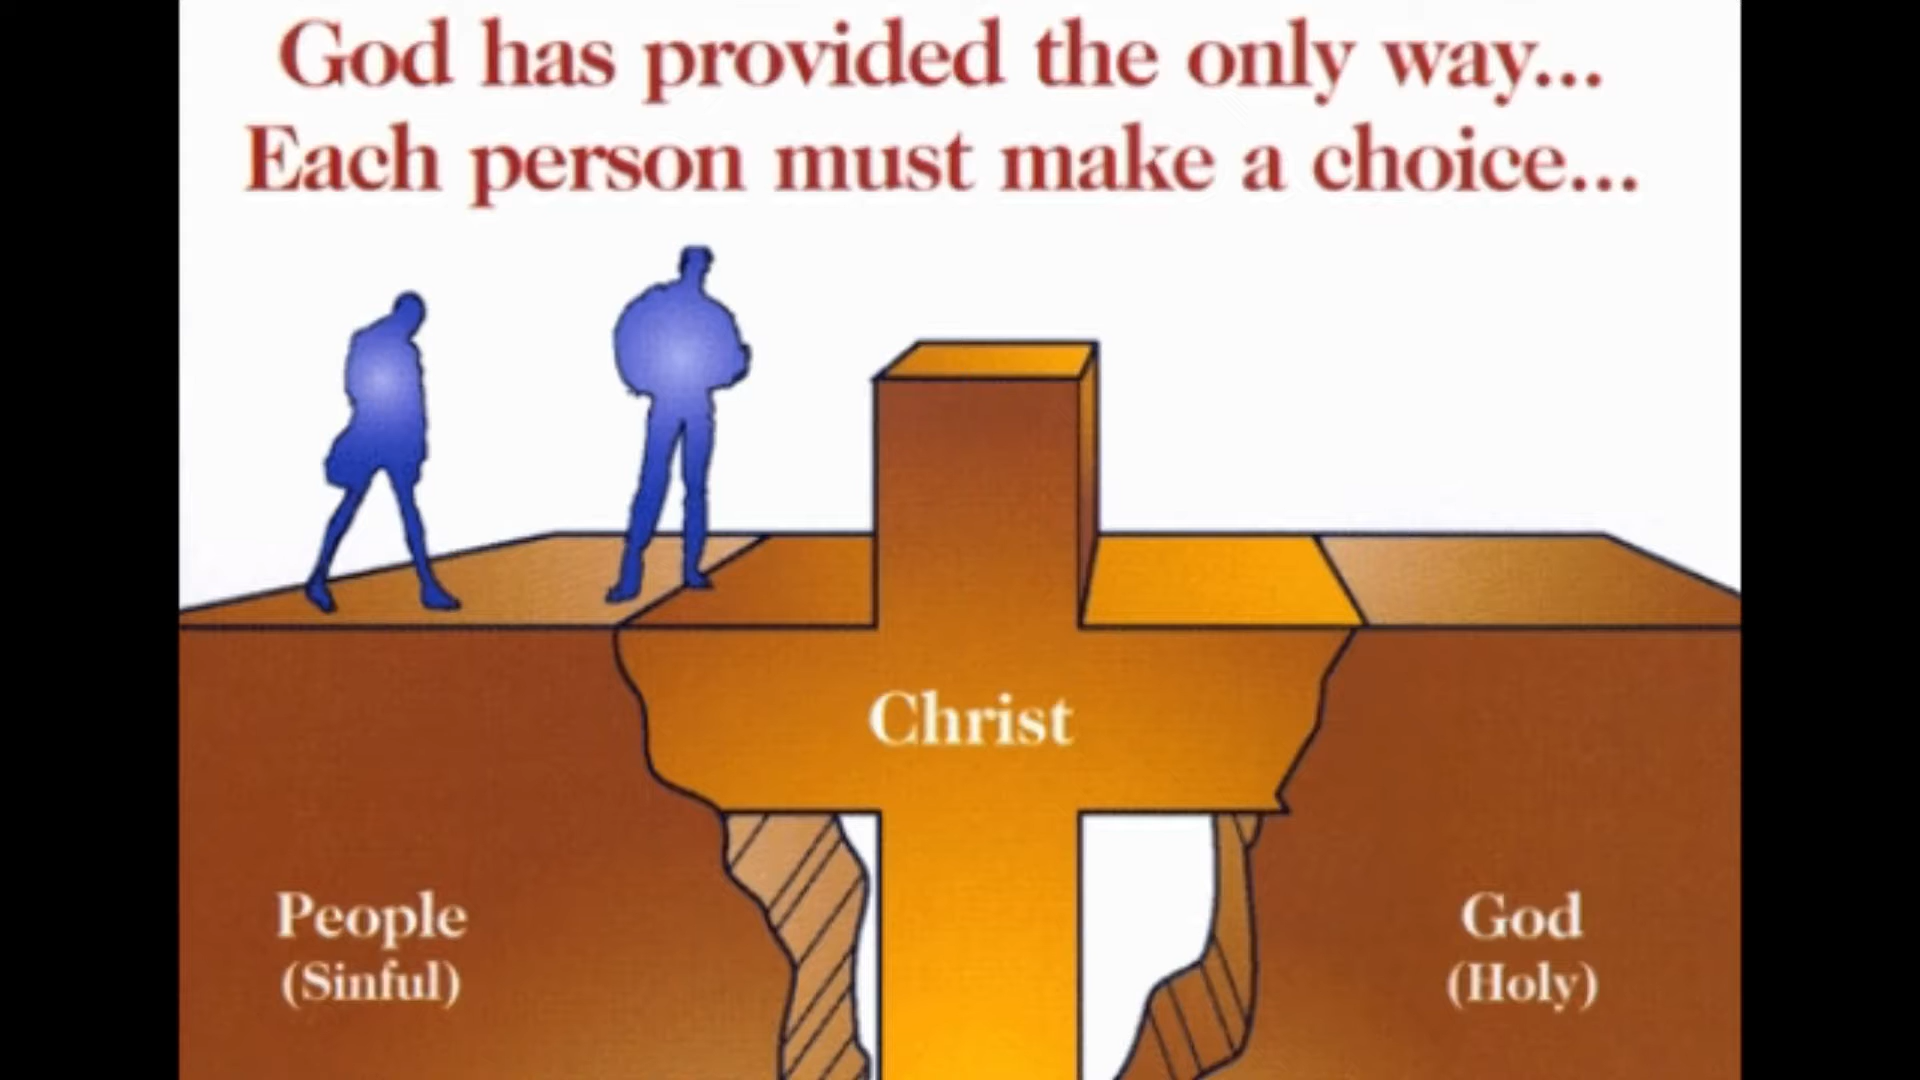 God has provided the only way...
Each person must make a choice...
Christ
People
(Sinful)
God
(Holy)